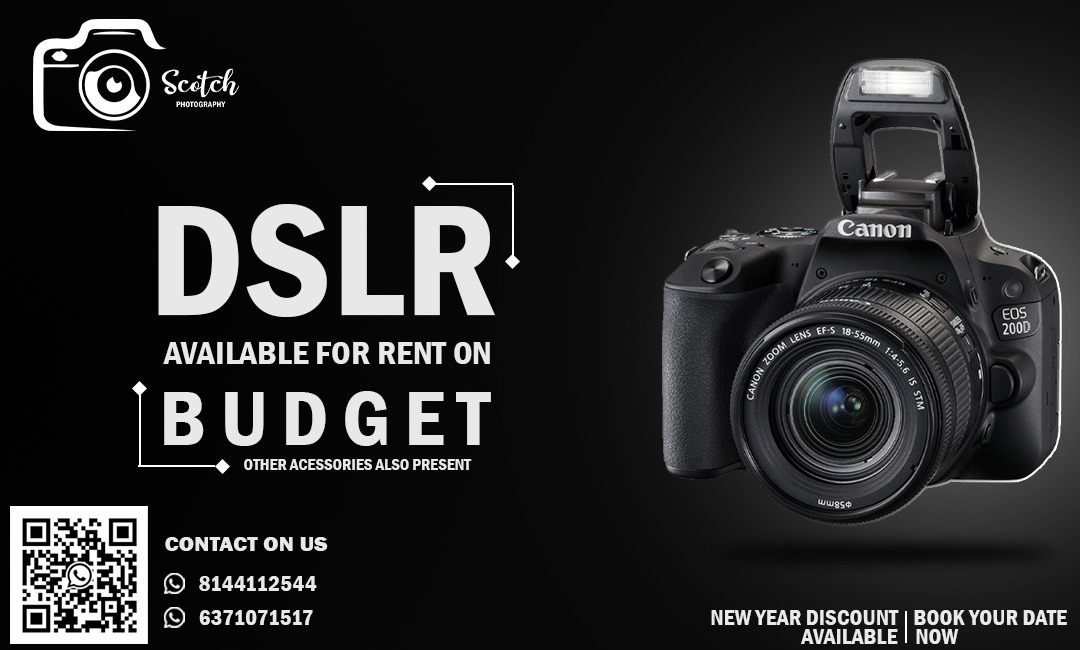 Scotch
PHOTOGRAPHY
DSLR
AVAILABLE FOR RENT ON
BUDGET
OTHER ACESSORIES ALSO PRESENT
CONTACT ON US
8144112544
6371071517
Canon
EOS
200D
CANON ZOOM LENS EF-S 18-55mm 1:4-5.6 IS STM
Φ58mm
NEW YEAR DISCOUNT
AVAILABLE
BOOK YOUR DATE
NOW